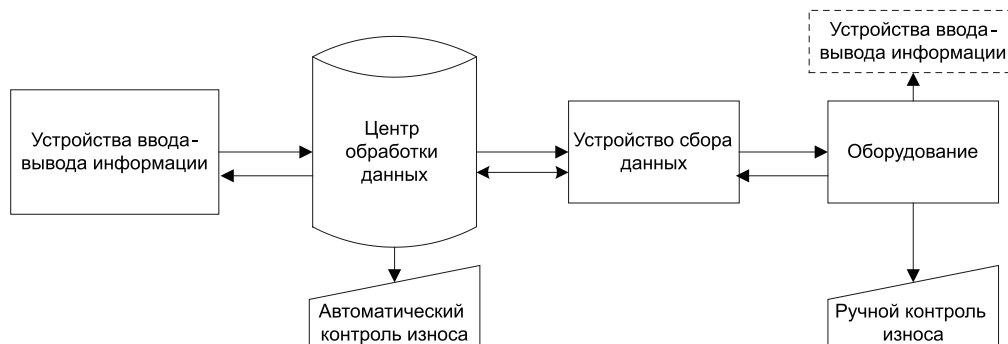 Устройства ввода-
вывода информации
Устройства ввода-
вывода информации
Центр
обработки
данных
Устройство сбора
данных
Оборудование
Автоматический
контроль износа
Ручной контроль
износа